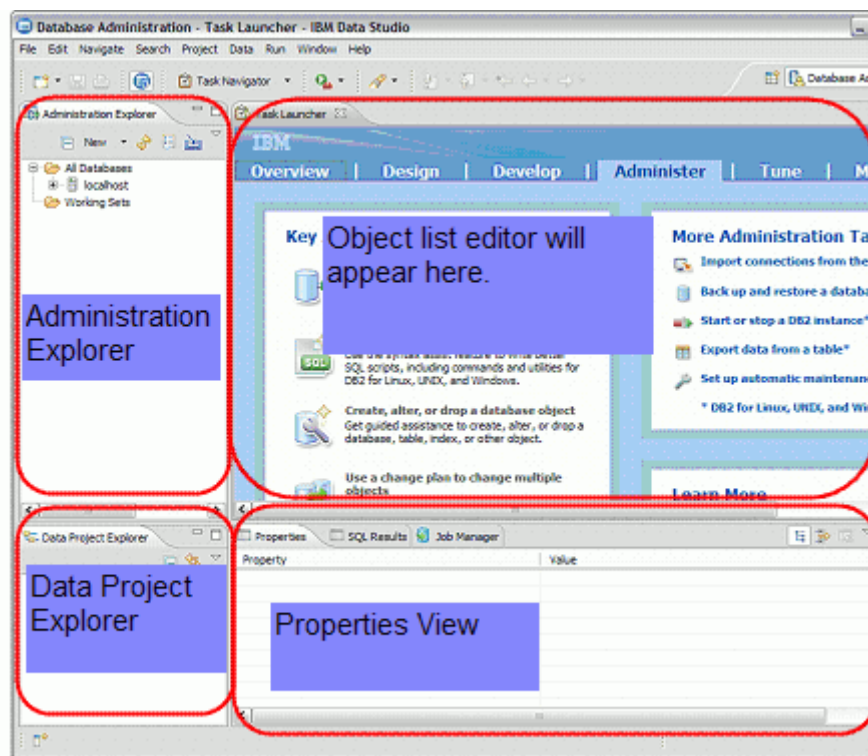 Database Administration - Task Launcher - IBM Data Studio
File Edit Navigate Search Project Data Run Window Help
Task Navigator
Database
Administration Explorer
Task Launcher
New
All Databases
localhost
Working Sets
IBM
Overview | Design | Develop | Administer | Tune |
Key
Object list editor will
appear here.
SQL scripts, including commands and utilities for
DB2 for Linux, UNIX, and Windows.
Create, alter, or drop a database object
Get guided assistance to create, alter, or drop a
database, table, index, or other object.
Use a change plan to change multiple
objects
More Administration Ta
Import connections from the
Back up and restore a databa
Start or stop a DB2 instance*
Export data from a table*
Set up automatic maintenanc
* DB2 for Linux, UNIX, and Wi
Learn More
Administration
Explorer
Data Project Explorer
Data Project
Explorer
Properties
SQL Results
Job Manager
Property
Value
Properties View